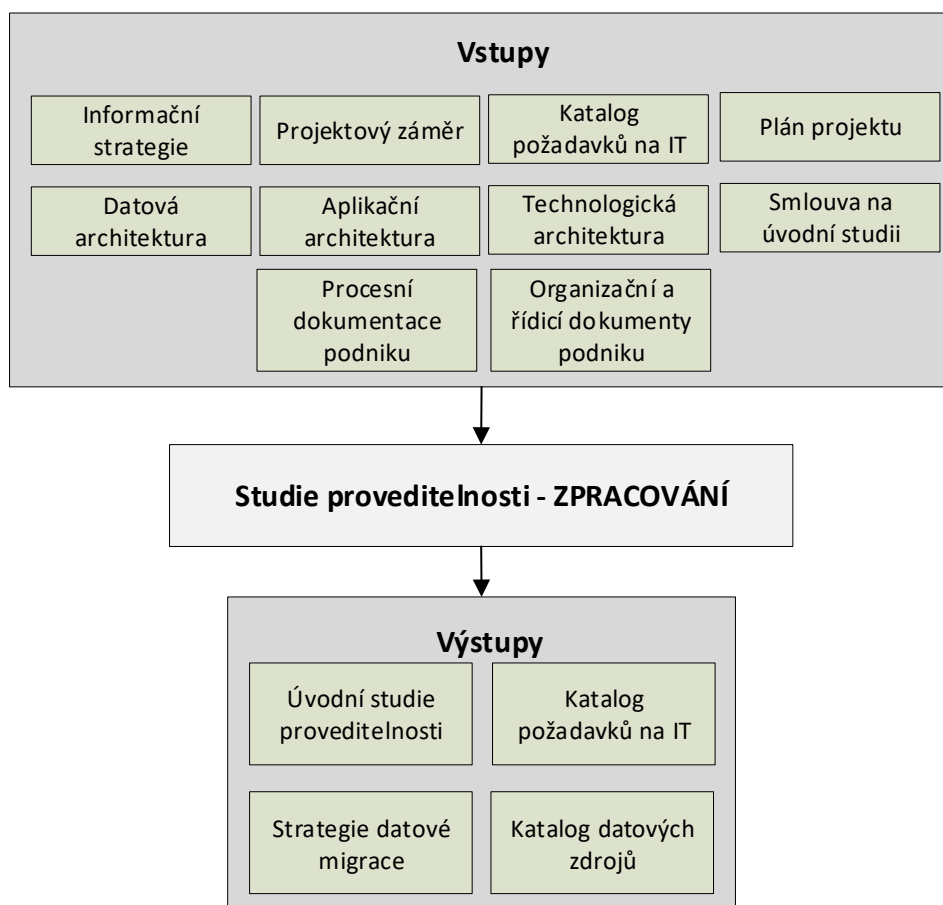 Vstupy
Informační
strategie
Projektový záměr
Katalog
požadavků na IT
Plán projektu
Datová
architektura
Aplikační
architektura
Technologická
architektura
Smlouva na
úvodní studii
Procesní
dokumentace
podniku
Organizační a
řídicí dokumenty
podniku
Studie proveditelnosti - ZPRACOVÁNÍ
Výstupy
Úvodní studie
proveditelnosti
Katalog
požadavků na IT
Strategie datové
migrace
Katalog datových
zdrojů